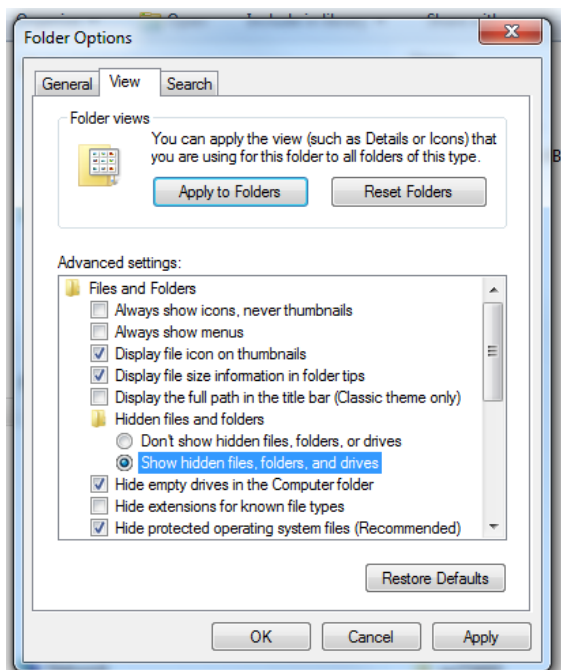 Folder Options
General View Search
Folder views
You can apply the view (such as Details or Icons) that
you are using for this folder to all folders of this type.
Apply to Folders Reset Folders
Advanced settings:
Files and Folders
Always show icons, never thumbnails
Always show menus
Display file icon on thumbnails
Display file size information in folder tips
Display the full path in the title bar (Classic theme only)
Hidden files and folders
Don't show hidden files, folders, or drives
Show hidden files, folders, and drives
Hide empty drives in the Computer folder
Hide extensions for known file types
Hide protected operating system files (Recommended)
Restore Defaults
OK Cancel Apply